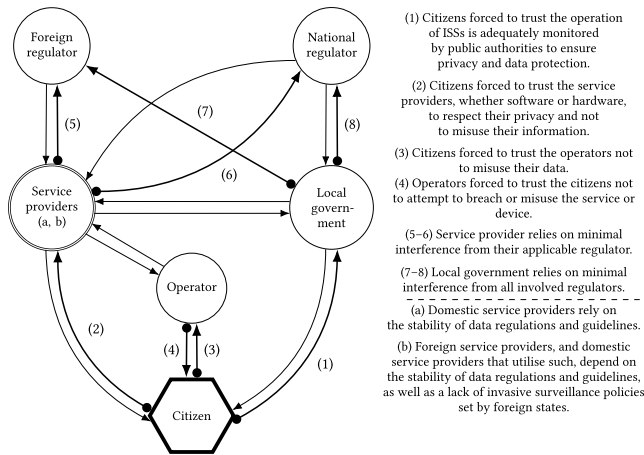 Foreign
regulator
National
regulator
(5)
(7)
(8)
(6)
Service
providers
(a, b)
Local
govern-
ment
Operator
(2)
(4)
(3)
(1)
Citizen
(1) Citizens forced to trust the operation
of ISSs is adequately monitored
by public authorities to ensure
privacy and data protection.
(2) Citizens forced to trust the service
providers, whether software or hardware,
to respect their privacy and not
to misuse their information.
(3) Citizens forced to trust the operators not
to misuse their data.
(4) Operators forced to trust the citizens not
to attempt to breach or misuse the service or
device.
(5–6) Service provider relies on minimal
interference from their applicable regulator.
(7–8) Local government relies on minimal
interference from all involved regulators.
(a) Domestic service providers rely on
the stability of data regulations and guidelines.
(b) Foreign service providers, and domestic
service providers that utilise such, depend on
the stability of data regulations and guidelines,
as well as a lack of invasive surveillance policies
set by foreign states.